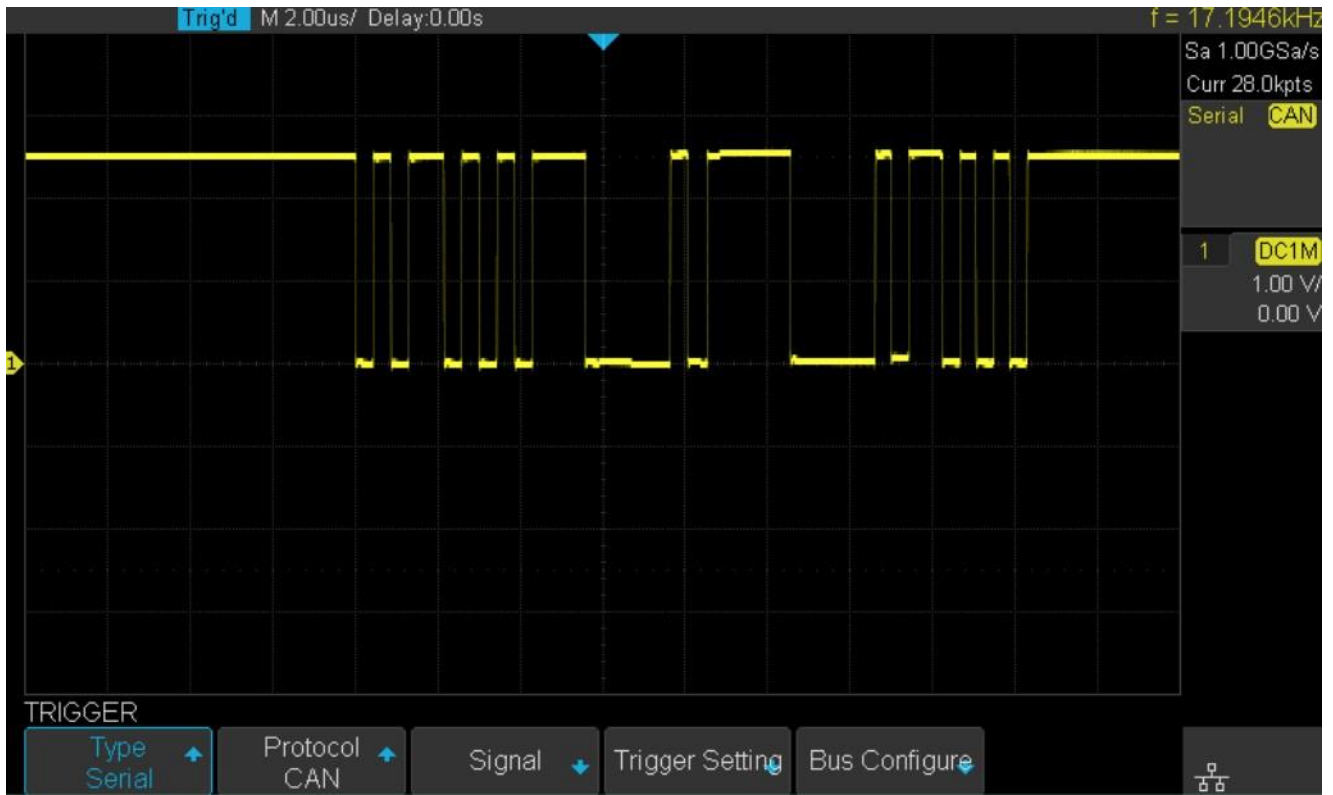 Trig'd M 2.00us/ Delay:0.00s f = 17.1946kHz
Sa 1.00GSa/s
Curr 28.0kpts
Serial CAN
1 DC1M
1.00 V/
0.00 V
1
TRIGGER
Type Protocol Signal Trigger Setting Bus Configure
Serial CAN